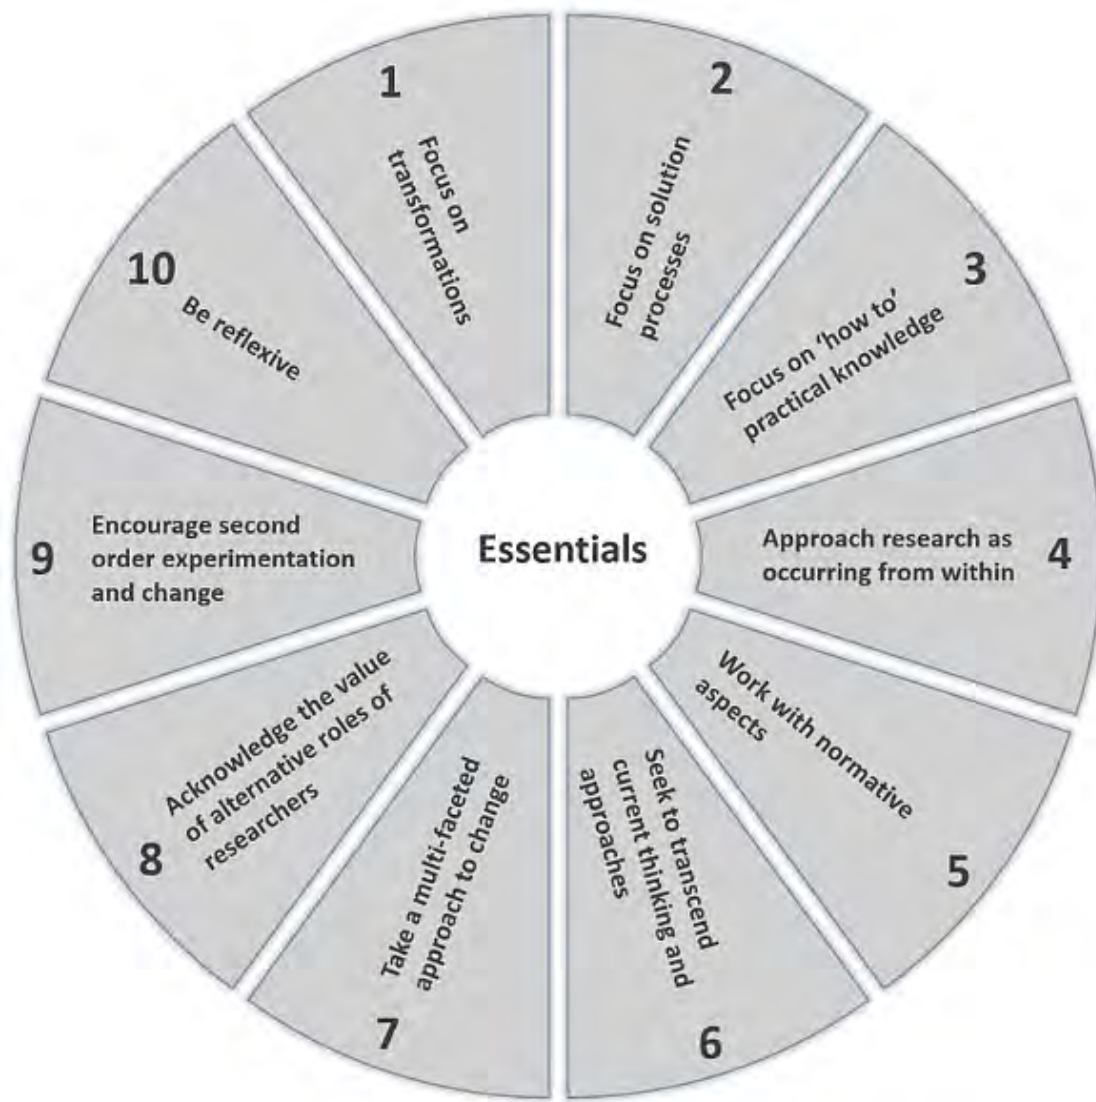 1
Focus on
transformations
2
Focus on solution
processes
3
Focus on ‘how to’
practical knowledge
4
Approach research as
occurring from within
5
Work with normative
aspects
6
Seek to transcend
current thinking and
approaches
7
Take a multi-faceted
approach to change
8
Acknowledge the value
of alternative roles of
researchers
9
Encourage second
order experimentation
and change
10
Be reflexive
Essentials